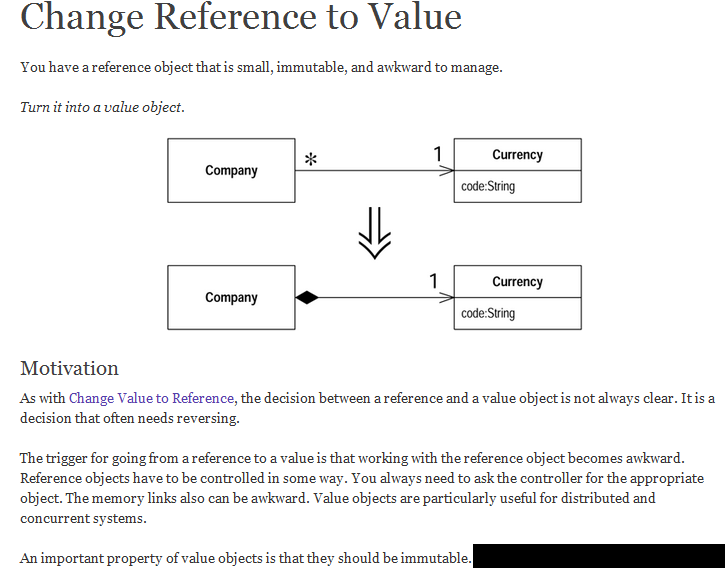 Change Reference to Value
You have a reference object that is small, immutable, and awkward to manage.
Turn it into a value object.
Company
*
1
Currency
code:String
Company
1
Currency
code:String
Motivation
As with Change Value to Reference, the decision between a reference and a value object is not always clear. It is a
decision that often needs reversing.
The trigger for going from a reference to a value is that working with the reference object becomes awkward.
Reference objects have to be controlled in some way. You always need to ask the controller for the appropriate
object. The memory links also can be awkward. Value objects are particularly useful for distributed and
concurrent systems.
An important property of value objects is that they should be immutable.